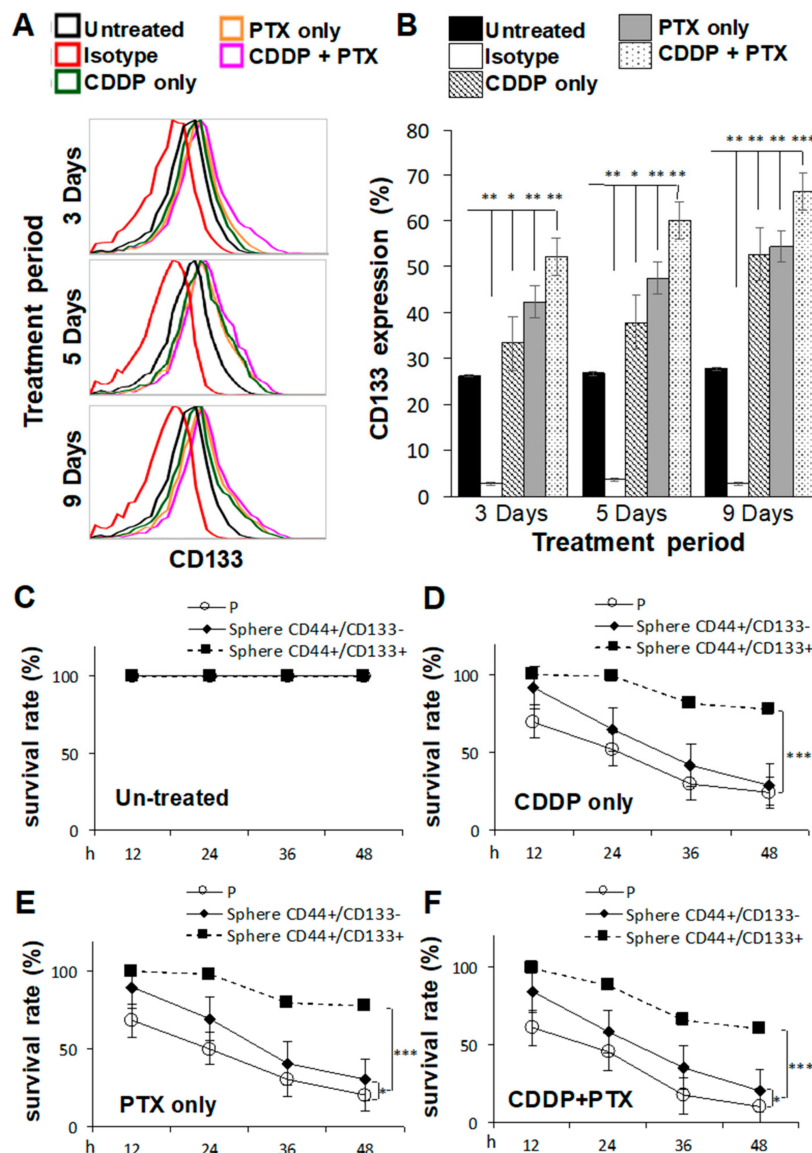 A
Untreated
PTX only
Isotype
CDDP + PTX
CDDP only
Treatment period
3 Days
5 Days
9 Days
CD133
B
Untreated
PTX only
Isotype
CDDP + PTX
CDDP only
CD133 expression (%)
80
70
60
50
40
30
20
10
0
** * ** **
** * ** **
** ** ** ***
3 Days 5 Days 9 Days
Treatment period
C
P
Sphere CD44+/CD133-
Sphere CD44+/CD133+
survival rate (%)
100
50
0
Un-treated
h 12 24 36 48
D
P
Sphere CD44+/CD133-
Sphere CD44+/CD133+
survival rate (%)
100
50
0
***
CDDP only
h 12 24 36 48
E
P
Sphere CD44+/CD133-
Sphere CD44+/CD133+
survival rate (%)
100
50
0
***
*
PTX only
h 12 24 36 48
F
P
Sphere CD44+/CD133-
Sphere CD44+/CD133+
survival rate (%)
100
50
0
***
*
CDDP+PTX
h 12 24 36 48